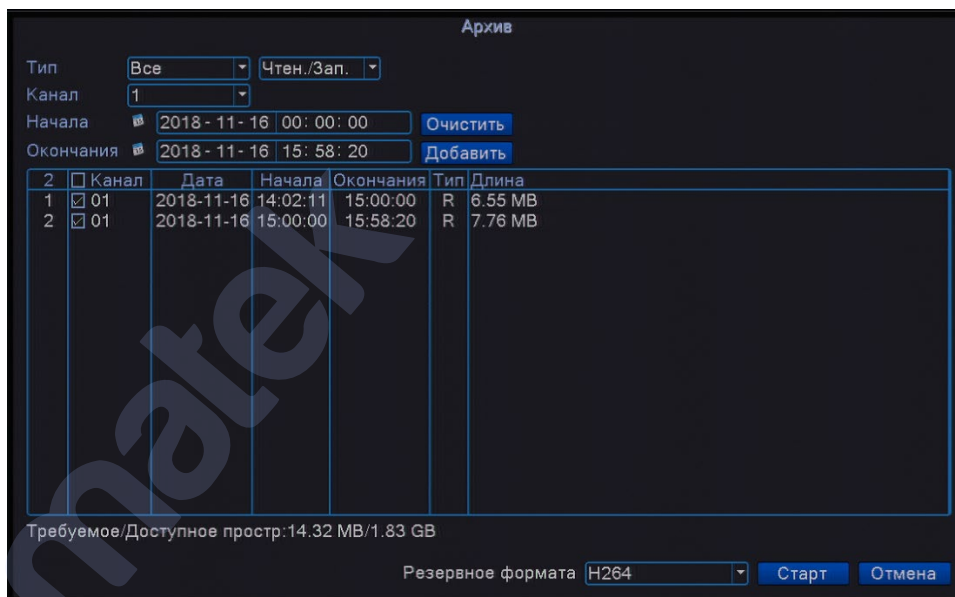 Архив
Тип Все Чтен./Зап.
Канал 1
Начала 2018-11-16 00:00:00 Очистить
Окончания 2018-11-16 15:58:20 Добавить
2 Канал Дата Начала Окончания Тип Длина
1 01 2018-11-16 14:02:11 15:00:00 R 6.55 MB
2 01 2018-11-16 15:00:00 15:58:20 R 7.76 MB
Требуемое/Доступное простр:14.32 MB/1.83 GB
Резервное формата H264 Старт Отмена
matek